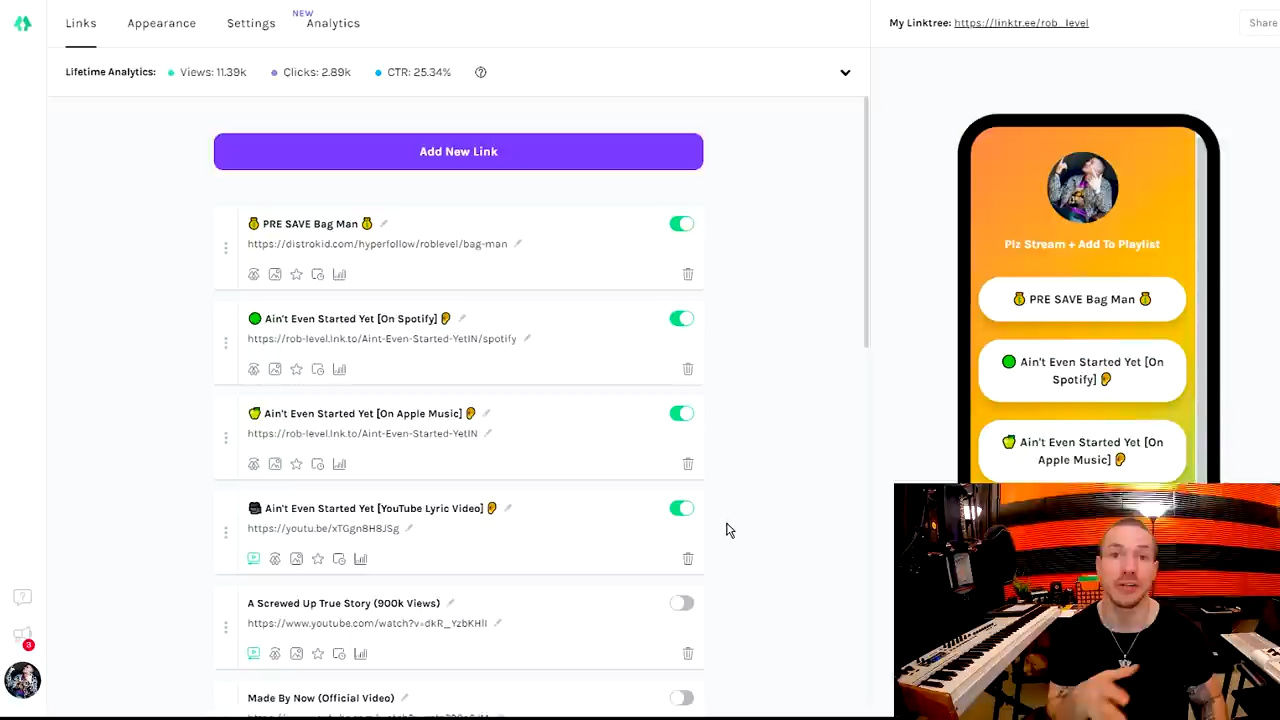 Links Appearance Settings NEW Analytics
My Linktree: https://linktr.ee/rob_level Share
Lifetime Analytics: Views: 11.39k Clicks: 2.89k CTR: 25.34%
Add New Link
PRE SAVE Bag Man
https://distrokid.com/hyperfollow/roblevel/bag-man
Ain't Even Started Yet [On Spotify]
https://rob-level.lnk.to/Aint-Even-Started-YetIN/spotify
Ain't Even Started Yet [On Apple Music]
https://rob-level.lnk.to/Aint-Even-Started-YetIN
Ain't Even Started Yet [YouTube Lyric Video]
https://youtu.be/xTGgn8H8JSg
A Screwed Up True Story (900k Views)
https://www.youtube.com/watch?v=dkR_YzbKHlI
Made By Now (Official Video)
3
Plz Stream + Add To Playlist
PRE SAVE Bag Man
Ain't Even Started Yet [On
Spotify]
Ain't Even Started Yet [On
Apple Music]